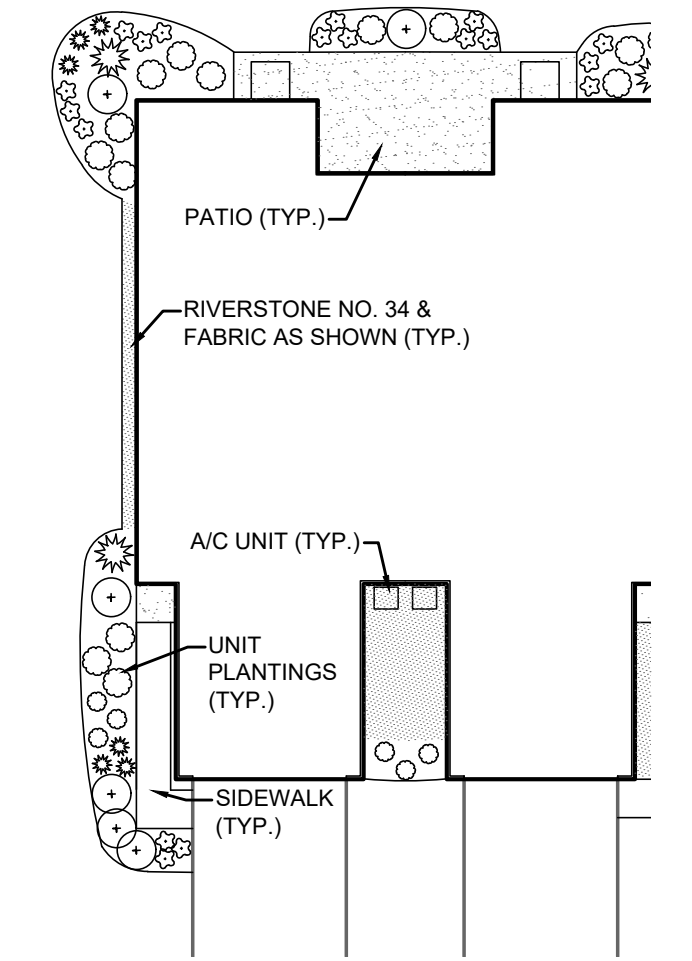 PATIO (TYP.)
RIVERSTONE NO. 34 &
FABRIC AS SHOWN (TYP.)
A/C UNIT (TYP.)
UNIT
PLANTINGS
(TYP.)
SIDEWALK
(TYP.)